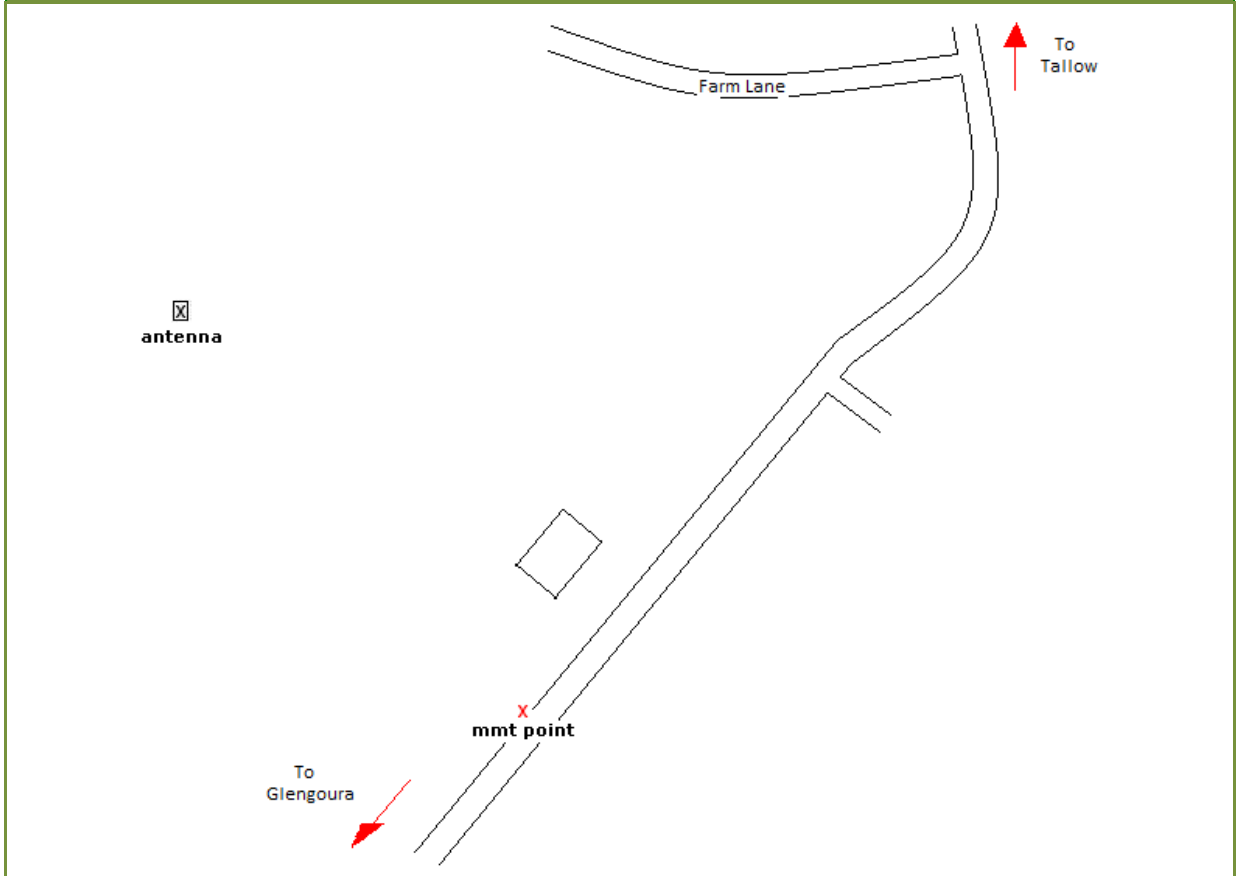 To
Tallow
Farm Lane
X
antenna
X
mmt point
To
Glengoura